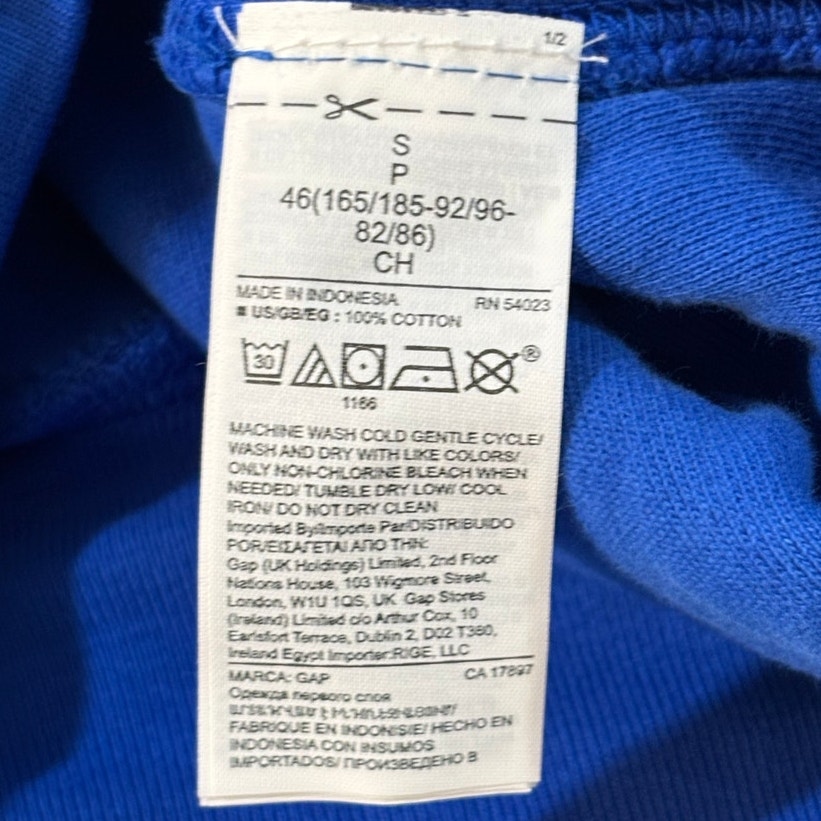 1/2
S
P
46(165/185-92/96-
82/86)
CH
MADE IN INDONESIA RN 54023
US/GB/EG : 100% COTTON
30 ®
1186
MACHINE WASH COLD GENTLE CYCLE/
WASH AND DRY WITH LIKE COLORS/
ONLY NON-CHLORINE BLEACH WHEN
NEEDED/ TUMBLE DRY LOW/ COOL
IRON/ DO NOT DRY CLEAN
Imported By/Importe Par/DISTRIBUIDO
POR/ΕΙΣΑΓΕΤΑΙ ΑΠΟ ΤΗΝ:
Gap (UK Holdings) Limited, 2nd Floor
Nations House, 103 Wigmore Street,
London, W1U 1QS, UK Gap Stores
(Ireland) Limited c/o Arthur Cox, 10
Earlsfort Terrace, Dublin 2, D02 T380,
Ireland Egypt Importer:RIGE, LLC
MARCA: GAP CA 17897
Одежда первого слоя
FABRIQUE EN INDONISIE/ HECHO EN
INDONESIA CON INSUMOS
IMPORTADOS/ ПРОИЗВЕДЕНО В